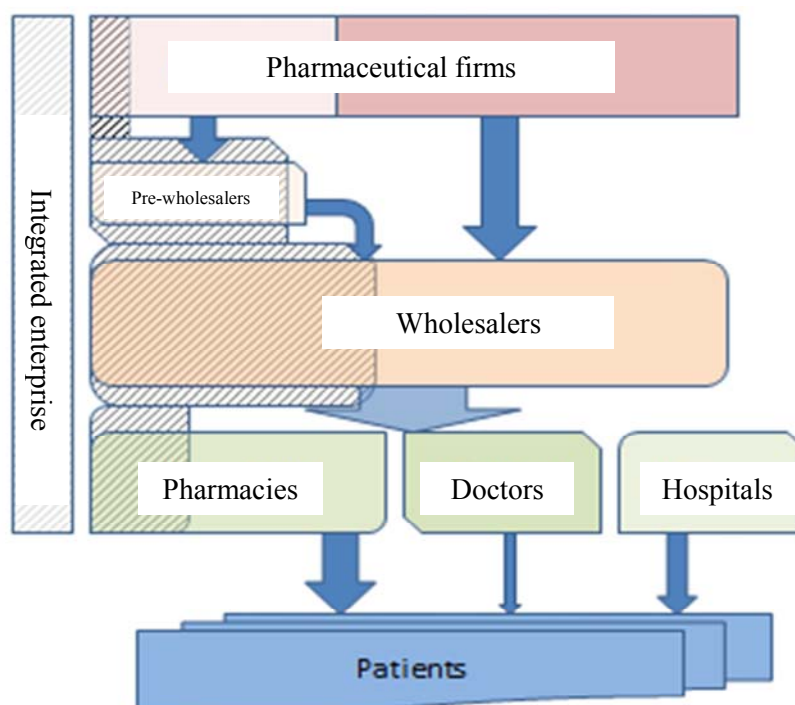 Pharmaceutical firms
Integrated enterprise
Pre-wholesalers
Wholesalers
Pharmacies
Doctors
Hospitals
Patients